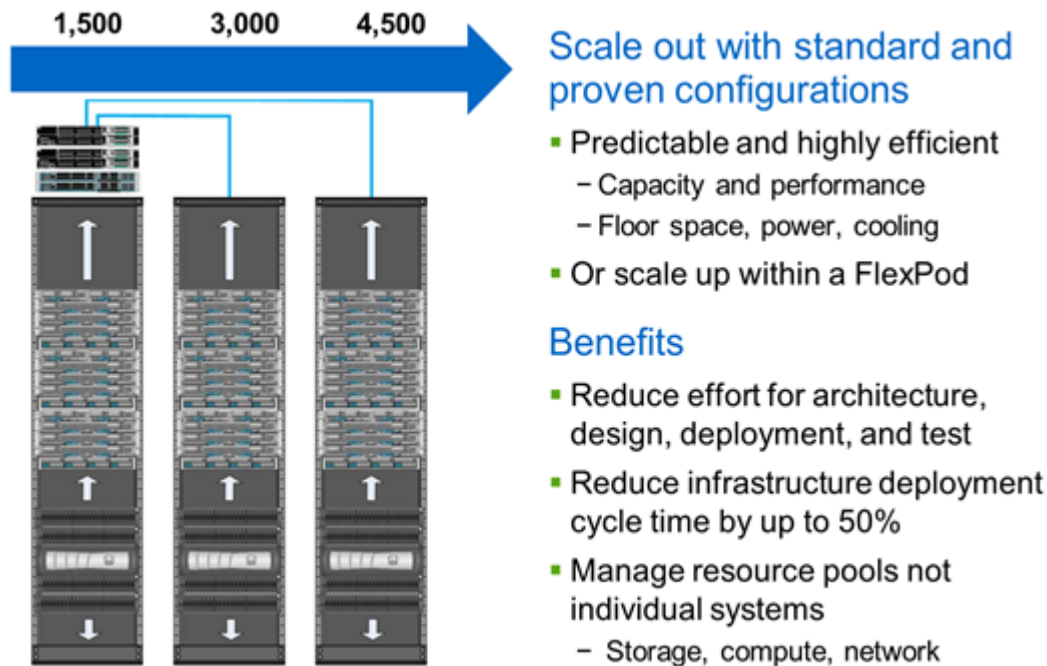 1,500 3,000 4,500
Scale out with standard and
proven configurations
▪ Predictable and highly efficient
− Capacity and performance
− Floor space, power, cooling
▪ Or scale up within a FlexPod
Benefits
▪ Reduce effort for architecture,
design, deployment, and test
▪ Reduce infrastructure deployment
cycle time by up to 50%
▪ Manage resource pools not
individual systems
− Storage, compute, network